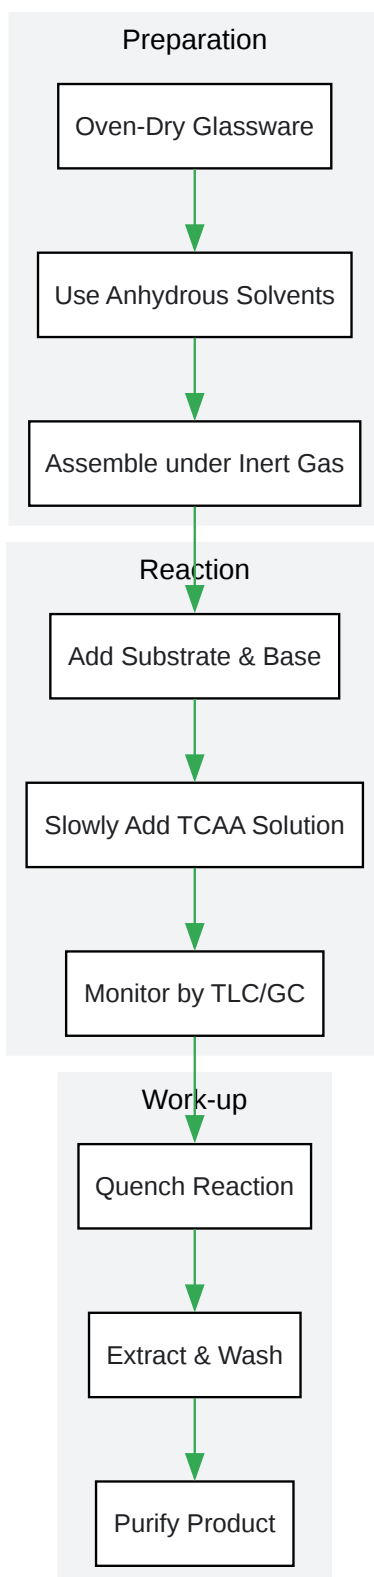 Preparation
Oven-Dry Glassware
Use Anhydrous Solvents
Assemble under Inert Gas
Reaction
Add Substrate & Base
Slowly Add TCAA Solution
Monitor by TLC/GC
Work-up
Quench Reaction
Extract & Wash
Purify Product